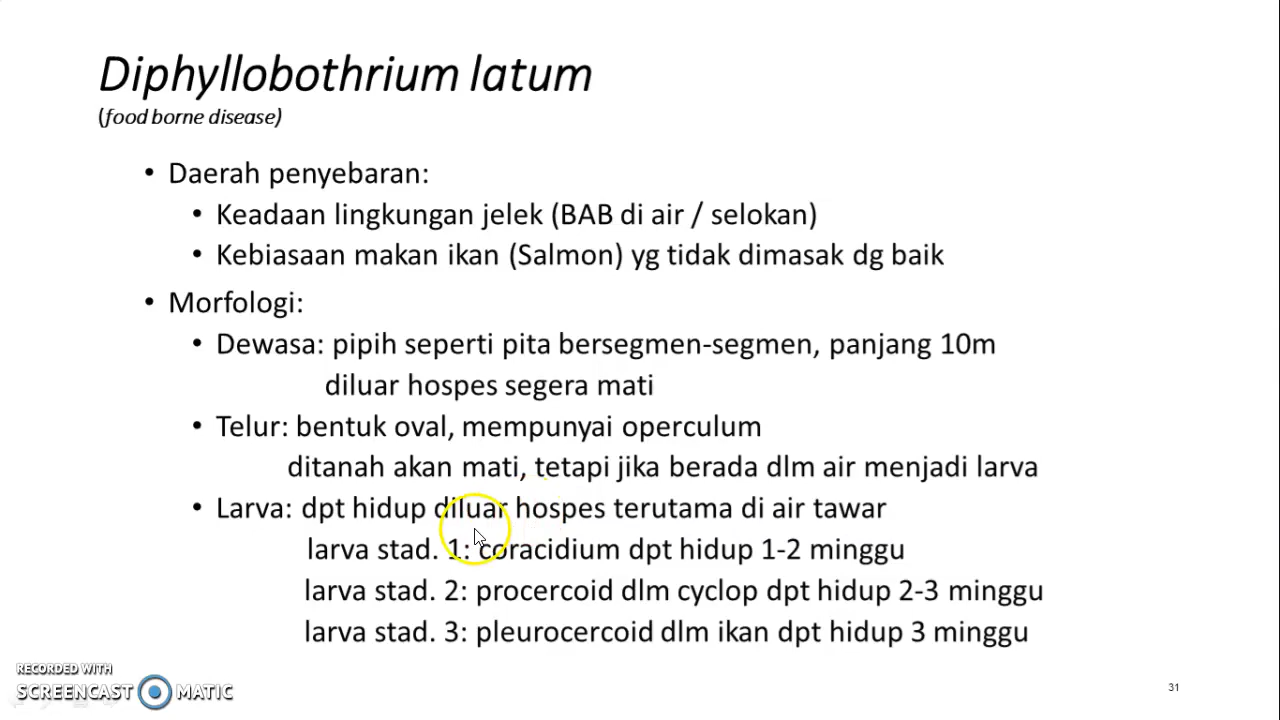 Diphyllobothrium latum
(food borne disease)
• Daerah penyebaran:
• Keadaan lingkungan jelek (BAB di air / selokan)
• Kebiasaan makan ikan (Salmon) yg tidak dimasak dg baik
• Morfologi:
• Dewasa: pipih seperti pita bersegmen-segmen, panjang 10m
diluar hospes segera mati
• Telur: bentuk oval, mempunyai operculum
ditanah akan mati, tetapi jika berada dlm air menjadi larva
• Larva: dpt hidup diluar hospes terutama di air tawar
larva stad. 1: coracidium dpt hidup 1-2 minggu
larva stad. 2: procercoid dlm cyclop dpt hidup 2-3 minggu
larva stad. 3: pleurocercoid dlm ikan dpt hidup 3 minggu
RECORDED WITH
SCREENCAST MATIC
31